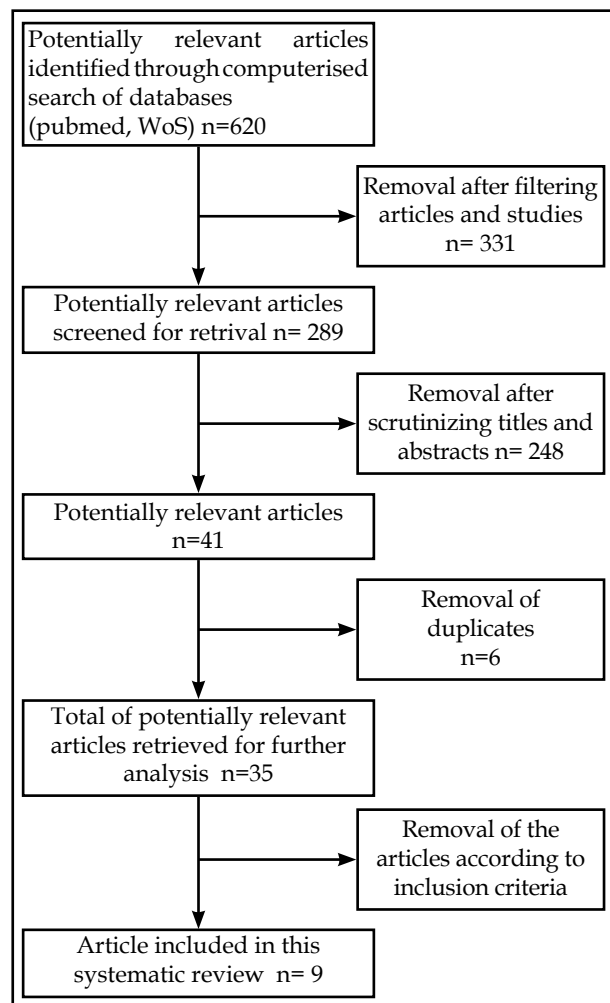 Potentially relevant articles
identified through computerised
search of databases
(pubmed, WoS) n=620
Removal after filtering
articles and studies
n= 331
Potentially relevant articles
screened for retrival n= 289
Removal after
scrutinizing titles and
abstracts n= 248
Potentially relevant articles
n=41
Removal of
duplicates
n=6
Total of potentially relevant
articles retrieved for further
analysis n=35
Removal of the
articles according to
inclusion criteria
Article included in this
systematic review n= 9